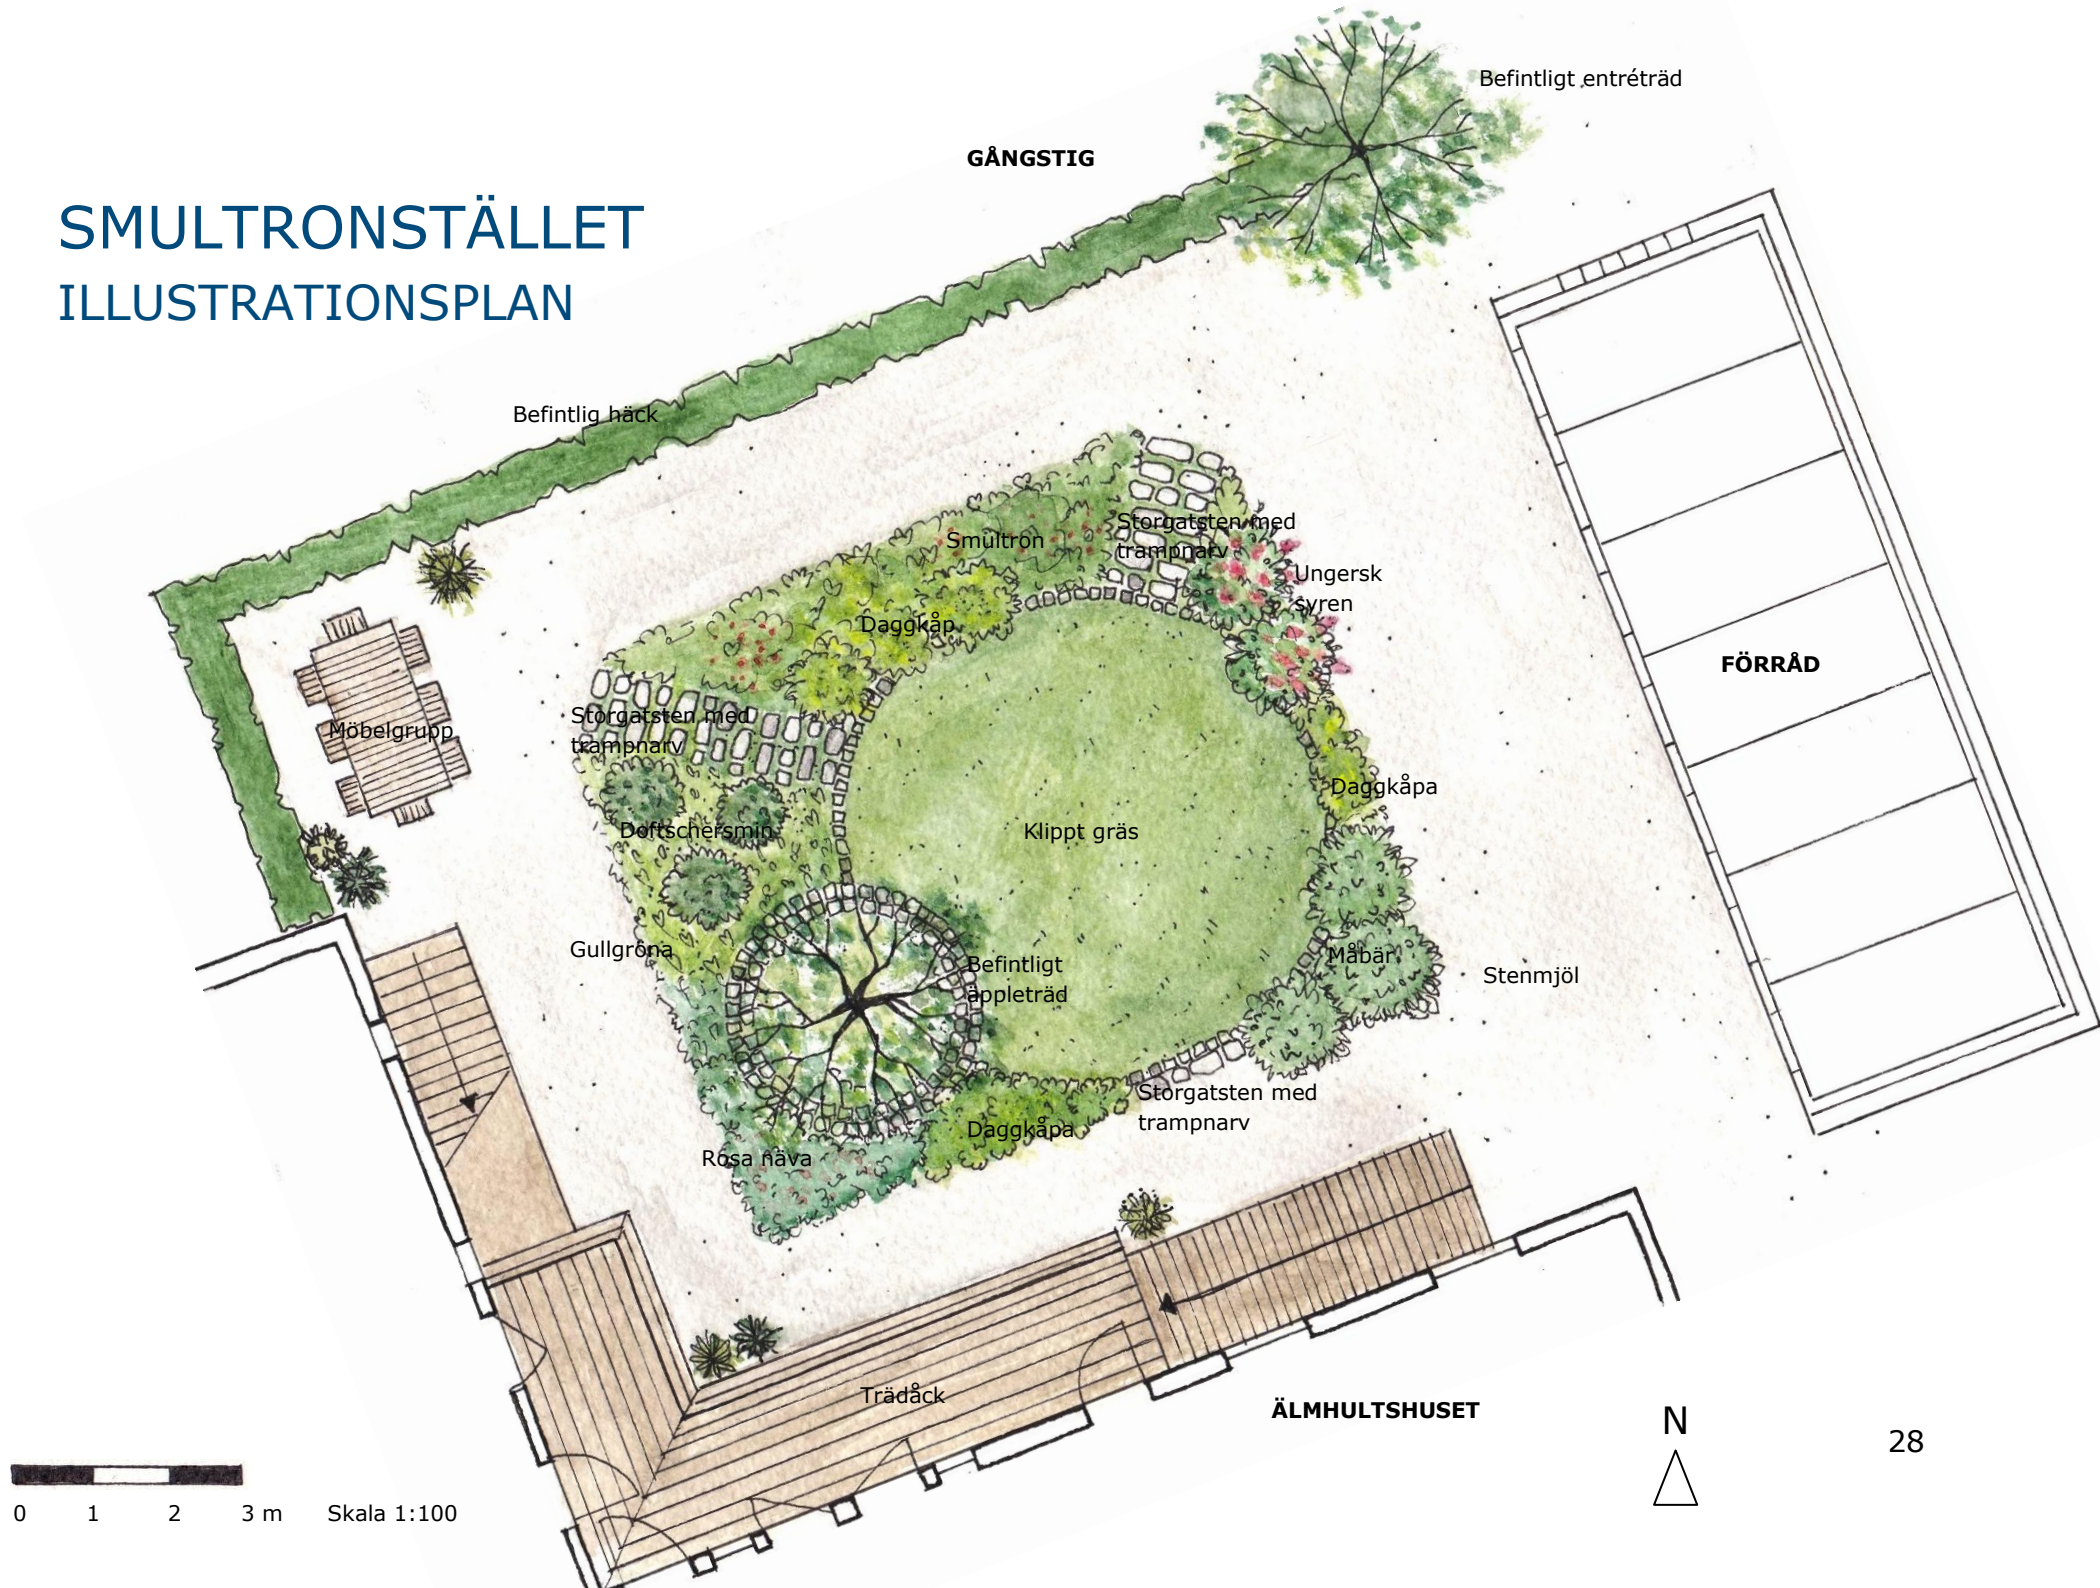 Befintligt entréträd
GÅNGSTIG
SMULTRONSTÄLLET
ILLUSTRATIONSPLAN
Befintlig häck
Storgatsten med
trampnarv
Smultron
Ungersk
syren
Daggkåp
FÖRRÅD
Storgatsten med
trampnarv
Möbelgrupp
Daggkåpa
Doftschersmin
Klippt gräs
Gullgröna
Befintligt
äppleträd
Måbär
Stenmjöl
Storgatsten med
trampnarv
Daggkåpa
Rosa näva
Trädäck
ÄLMHULTSHUSET
N
28
0 1 2 3 m Skala 1:100